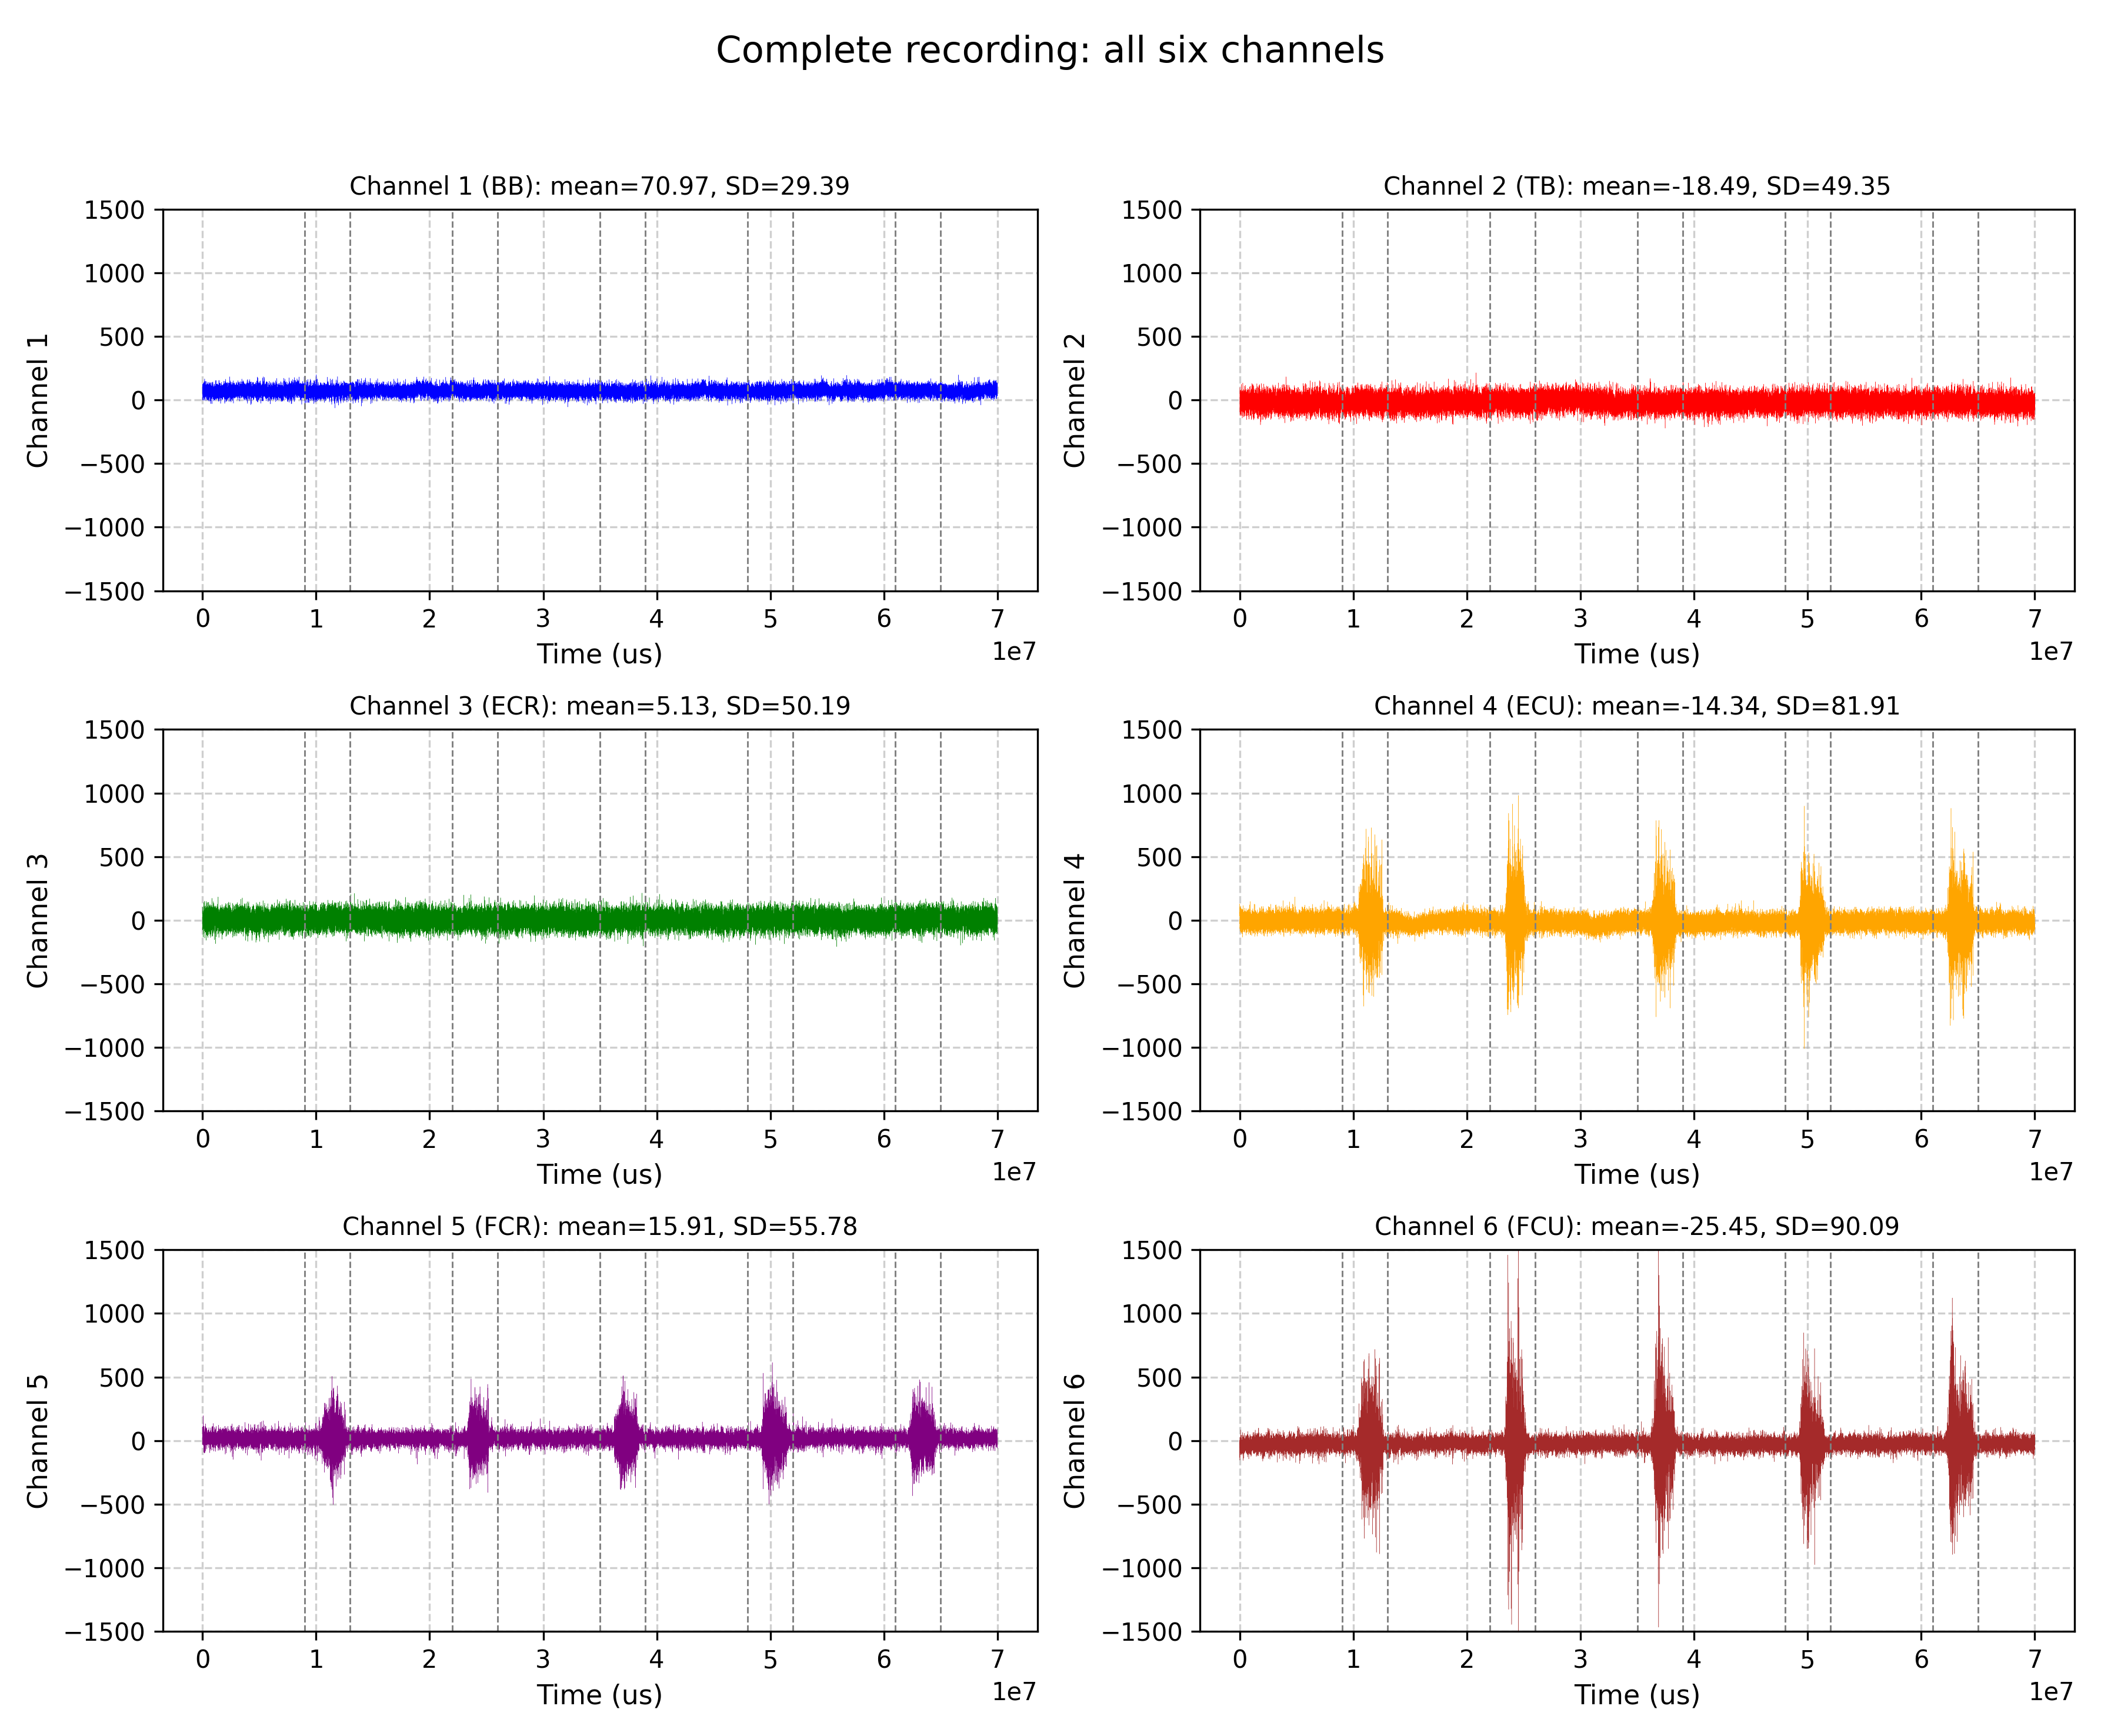 Complete recording: all six channels
Channel 1 (BB): mean=70.97, SD=29.39
1500
1000
500
0
−500
−1000
−1500
Channel 1
0 1 2 3 4 5 6 7
1e7
Time (us)
Channel 2 (TB): mean=-18.49, SD=49.35
1500
1000
500
0
−500
−1000
−1500
Channel 2
0 1 2 3 4 5 6 7
1e7
Time (us)
Channel 3 (ECR): mean=5.13, SD=50.19
1500
1000
500
0
−500
−1000
−1500
Channel 3
0 1 2 3 4 5 6 7
1e7
Time (us)
Channel 4 (ECU): mean=-14.34, SD=81.91
1500
1000
500
0
−500
−1000
−1500
Channel 4
0 1 2 3 4 5 6 7
1e7
Time (us)
Channel 5 (FCR): mean=15.91, SD=55.78
1500
1000
500
0
−500
−1000
−1500
Channel 5
0 1 2 3 4 5 6 7
1e7
Time (us)
Channel 6 (FCU): mean=-25.45, SD=90.09
1500
1000
500
0
−500
−1000
−1500
Channel 6
0 1 2 3 4 5 6 7
1e7
Time (us)